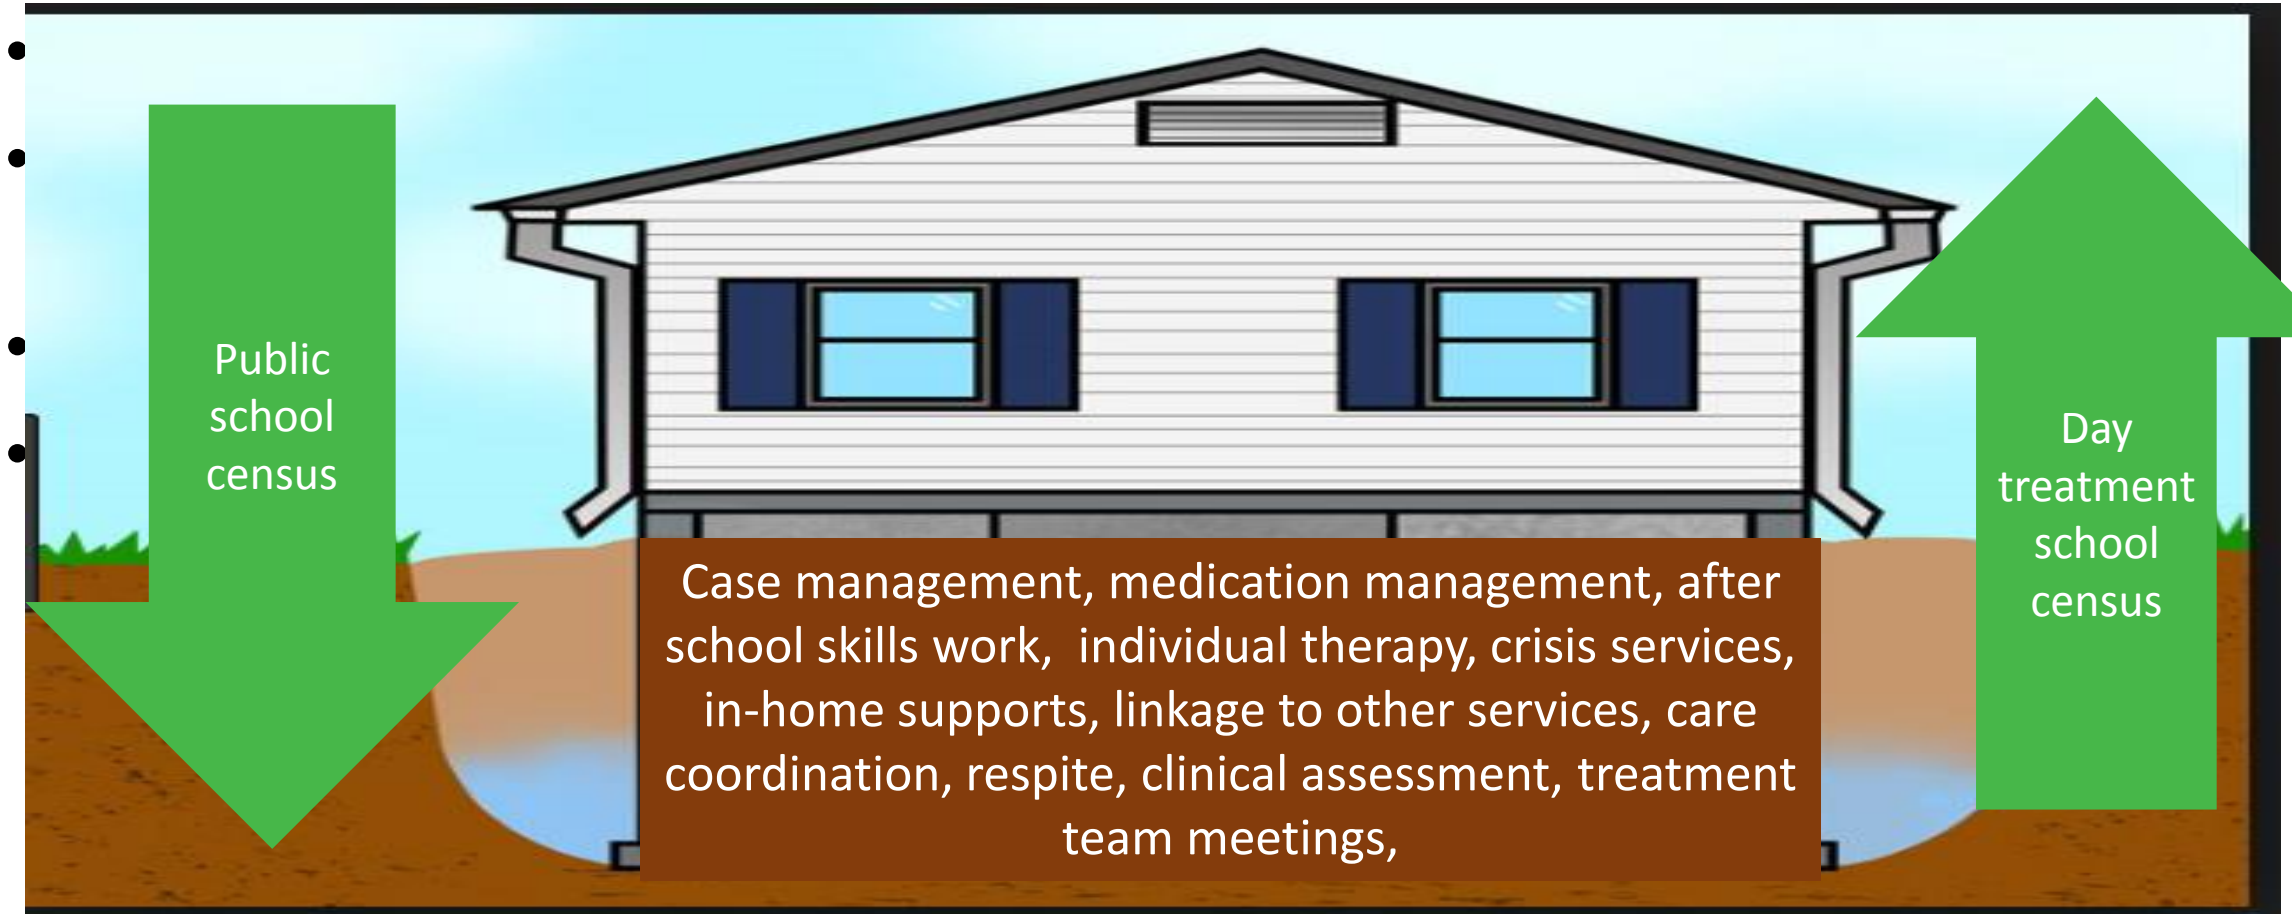 Public
school
census
Day
treatment
school
census
Case management, medication management, after
school skills work,  individual therapy, crisis services,
in-home supports, linkage to other services, care
coordination, respite, clinical assessment, treatment
team meetings,